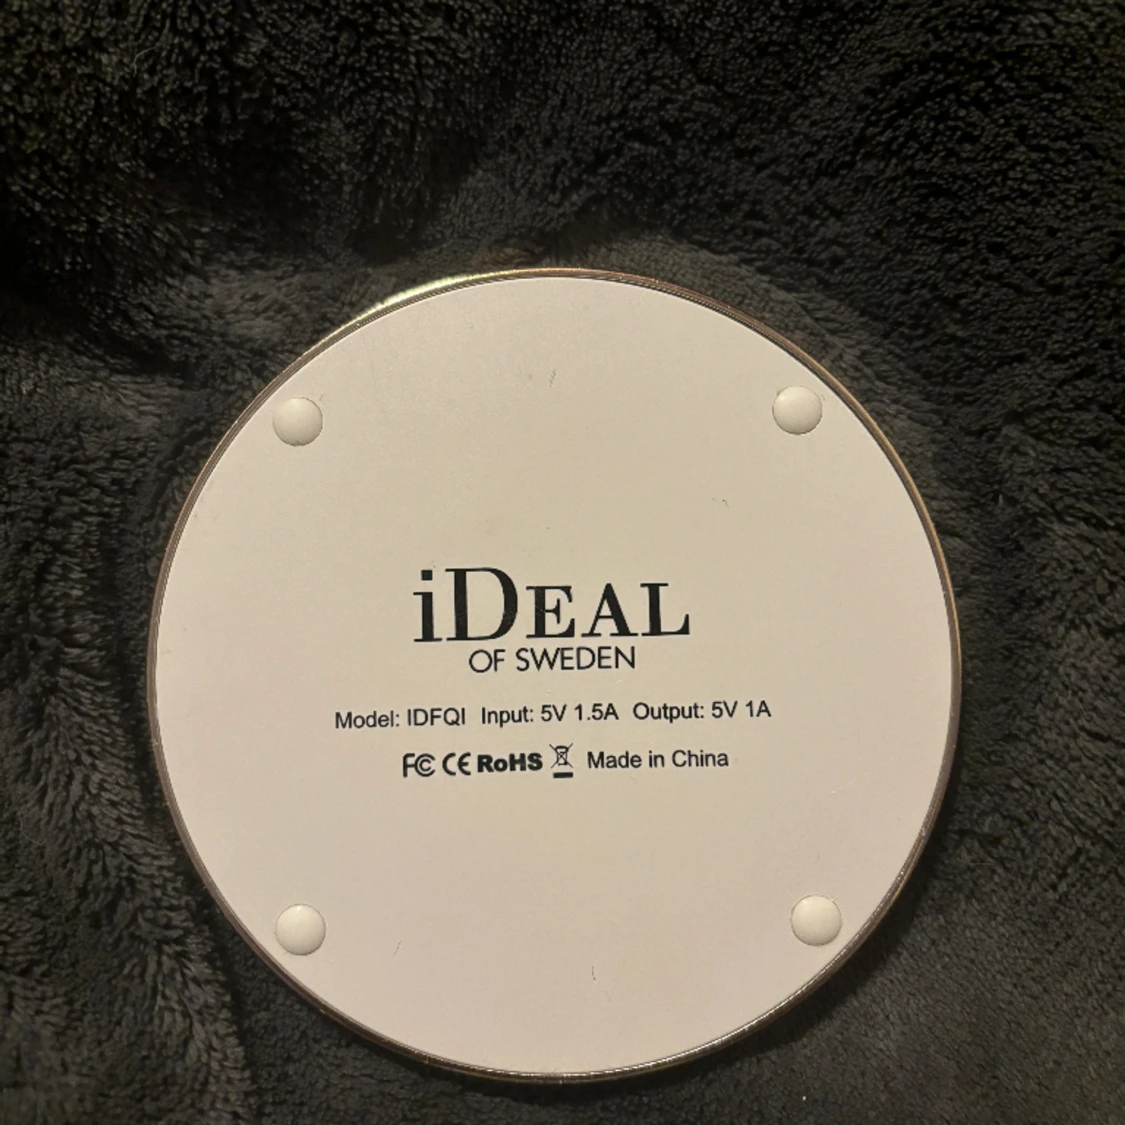 iDEAL
OF SWEDEN
Model: IDFQI Input: 5V 1.5A Output: 5V 1A
FC CE RoHS Made in China